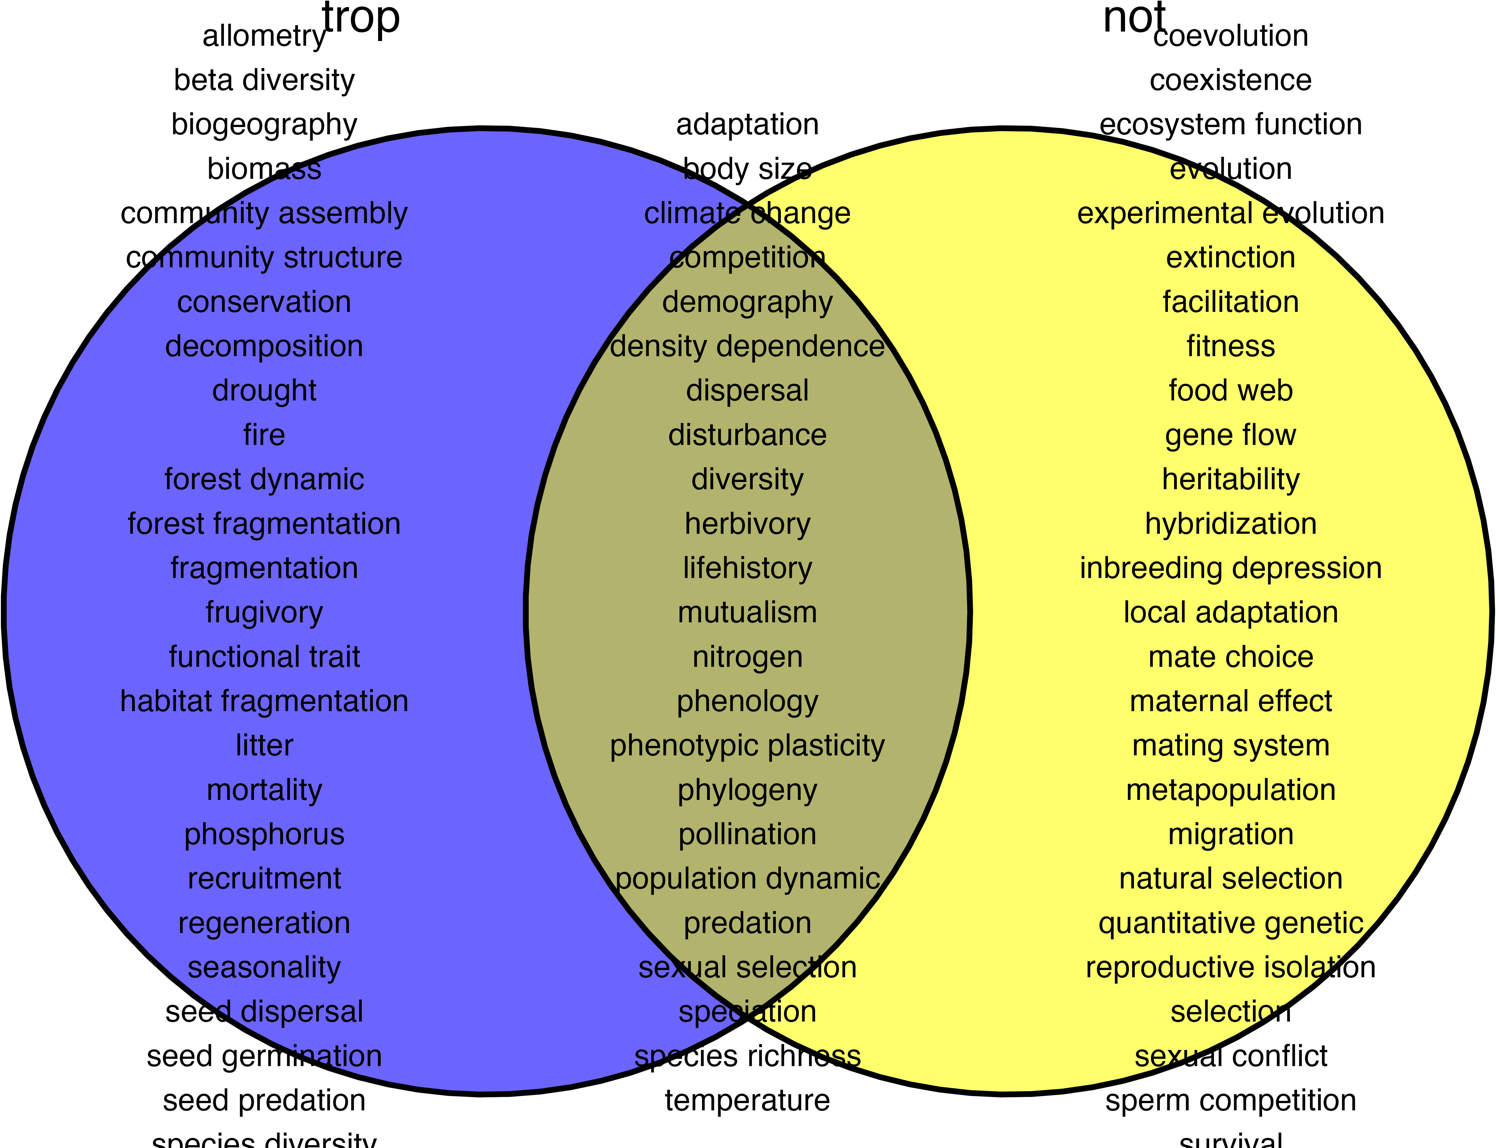 trop
allometry
beta diversity
biogeography
biomass
community assembly
community structure
conservation
decomposition
drought
fire
forest dynamic
forest fragmentation
fragmentation
frugivory
functional trait
habitat fragmentation
litter
mortality
phosphorus
recruitment
regeneration
seasonality
seed dispersal
seed germination
seed predation
species diversity
adaptation
body size
climate change
competition
demography
density dependence
dispersal
disturbance
diversity
herbivory
lifehistory
mutualism
nitrogen
phenology
phenotypic plasticity
phylogeny
pollination
population dynamic
predation
sexual selection
speciation
species richness
temperature
not
coevolution
coexistence
ecosystem function
evolution
experimental evolution
extinction
facilitation
fitness
food web
gene flow
heritability
hybridization
inbreeding depression
local adaptation
mate choice
maternal effect
mating system
metapopulation
migration
natural selection
quantitative genetic
reproductive isolation
selection
sexual conflict
sperm competition
survival